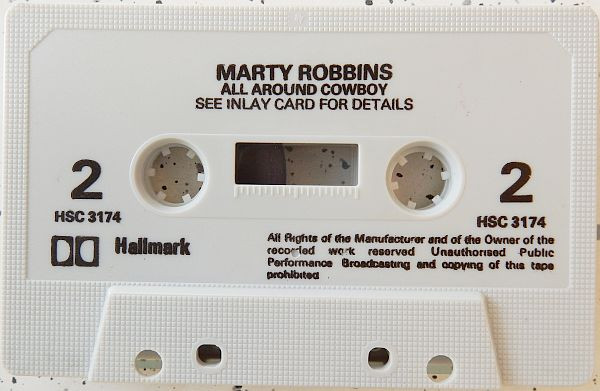 MARTY ROBBINS
ALL AROUND COWBOY
SEE INLAY CARD FOR DETAILS
2
2
HSC 3174
HSC 3174
Hallmark
All Rights of the Manufacturer and of the Owner of the
recorded work reserved Unauthorised Public
Performance Broadcasting and copying of this tape
prohibited